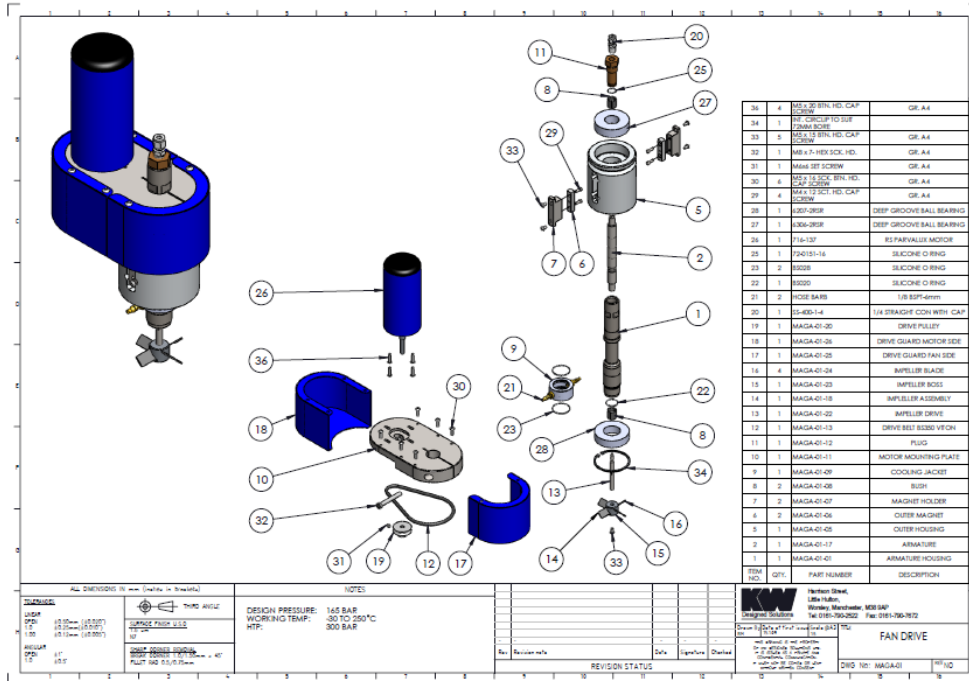 20
11
25
8
27
29
33
5
7
6
2
26
1
36
9
30
21
22
18
23
8
28
10
34
13
32
16
31
19
12
17
14
15
33
36 4 M5 x 20 BTN. HD. CAP SCREW GR. A4
34 1 INT. CIRCLIP TO SUIT 72MM BORE
33 5 M5 x 15 BTN. HD. CAP SCREW GR. A4
32 1 M8 x 7- HEX SCK. HD. GR. A4
31 1 M6x6 SET SCREW GR. A4
30 6 M5 x 16 SCK. BTN. HD. CAP SCREW GR. A4
29 4 M4 x 12 SCT. HD. CAP SCREW GR. A4
28 1 6207-2RSR DEEP GROOVE BALL BEARING
27 1 6306-2RSR DEEP GROOVE BALL BEARING
26 1 716-137 RS PARVALUX MOTOR
25 1 72-0151-16 SILICONE O RING
23 2 BS028 SILICONE O RING
22 1 BS020 SILICONE O RING
21 2 HOSE BARB 1/8 BSPT-6mm
20 1 SS-400-1-4 1/4 STRAIGHT CON WITH CAP
19 1 MAGA-01-20 DRIVE PULLEY
18 1 MAGA-01-26 DRIVE GUARD MOTOR SIDE
17 1 MAGA-01-25 DRIVE GUARD FAN SIDE
16 4 MAGA-01-24 IMPELLER BLADE
15 1 MAGA-01-23 IMPELLER BOSS
14 1 MAGA-01-18 IMPLELLER ASSEMBLY
13 1 MAGA-01-22 IMPELLER DRIVE
12 1 MAGA-01-13 DRIVE BELT BS350 VITON
11 1 MAGA-01-12 PLUG
10 1 MAGA-01-11 MOTOR MOUNTING PLATE
9 1 MAGA-01-09 COOLING JACKET
8 2 MAGA-01-08 BUSH
7 2 MAGA-01-07 MAGNET HOLDER
6 2 MAGA-01-06 OUTER MAGNET
5 1 MAGA-01-05 OUTER HOUSING
2 1 MAGA-01-17 ARMATURE
1 1 MAGA-01-01 ARMATURE HOUSING
ITEM NO. QTY. PART NUMBER DESCRIPTION
ALL DIMENSIONS IN mm
TOLERANCES
THIRD ANGLE
LINEAR
OPEN
ANGULAR
OPEN
NOTES
DESIGN PRESSURE: 165 BAR
WORKING TEMP: -30 TO 250°C
HTP: 300 BAR
Rev Revision note Date Signature Checked
REVISION STATUS
KW
Designed Solutions
Harrison Street,
Little Hulton,
Worsley, Manchester, M38 9AP
Tel: 0161-790-2522 Fax: 0161-790-7672
TITLE
FAN DRIVE
DWG No: MAGA-01